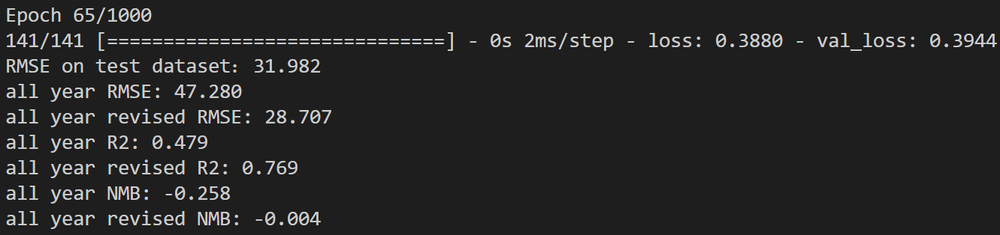 Epoch 65/1000
141/141 [==============================] - 0s 2ms/step - loss: 0.3880 - val_loss: 0.3944
RMSE on test dataset: 31.982
all year RMSE: 47.280
all year revised RMSE: 28.707
all year R2: 0.479
all year revised R2: 0.769
all year NMB: -0.258
all year revised NMB: -0.004